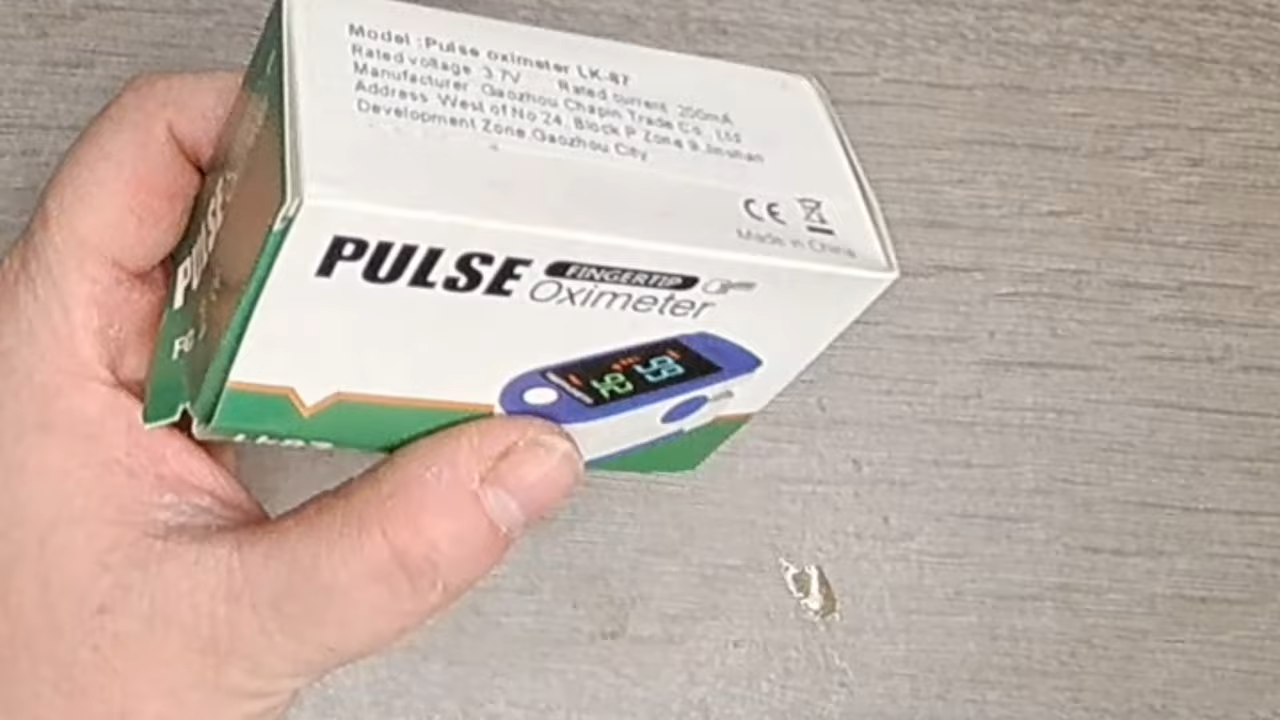 Model :Pulse oximeter LK-87
Rated voltage 3.7V Rated current 200mA
Manufacturer Gaozhou Chapin Trade Co., Ltd
Address West of No 24, Block P Zone 9, Jinshan
Development Zone,Gaozhou City
CE
Made in China
PULSE FINGERTIP
Oximeter
PULSE